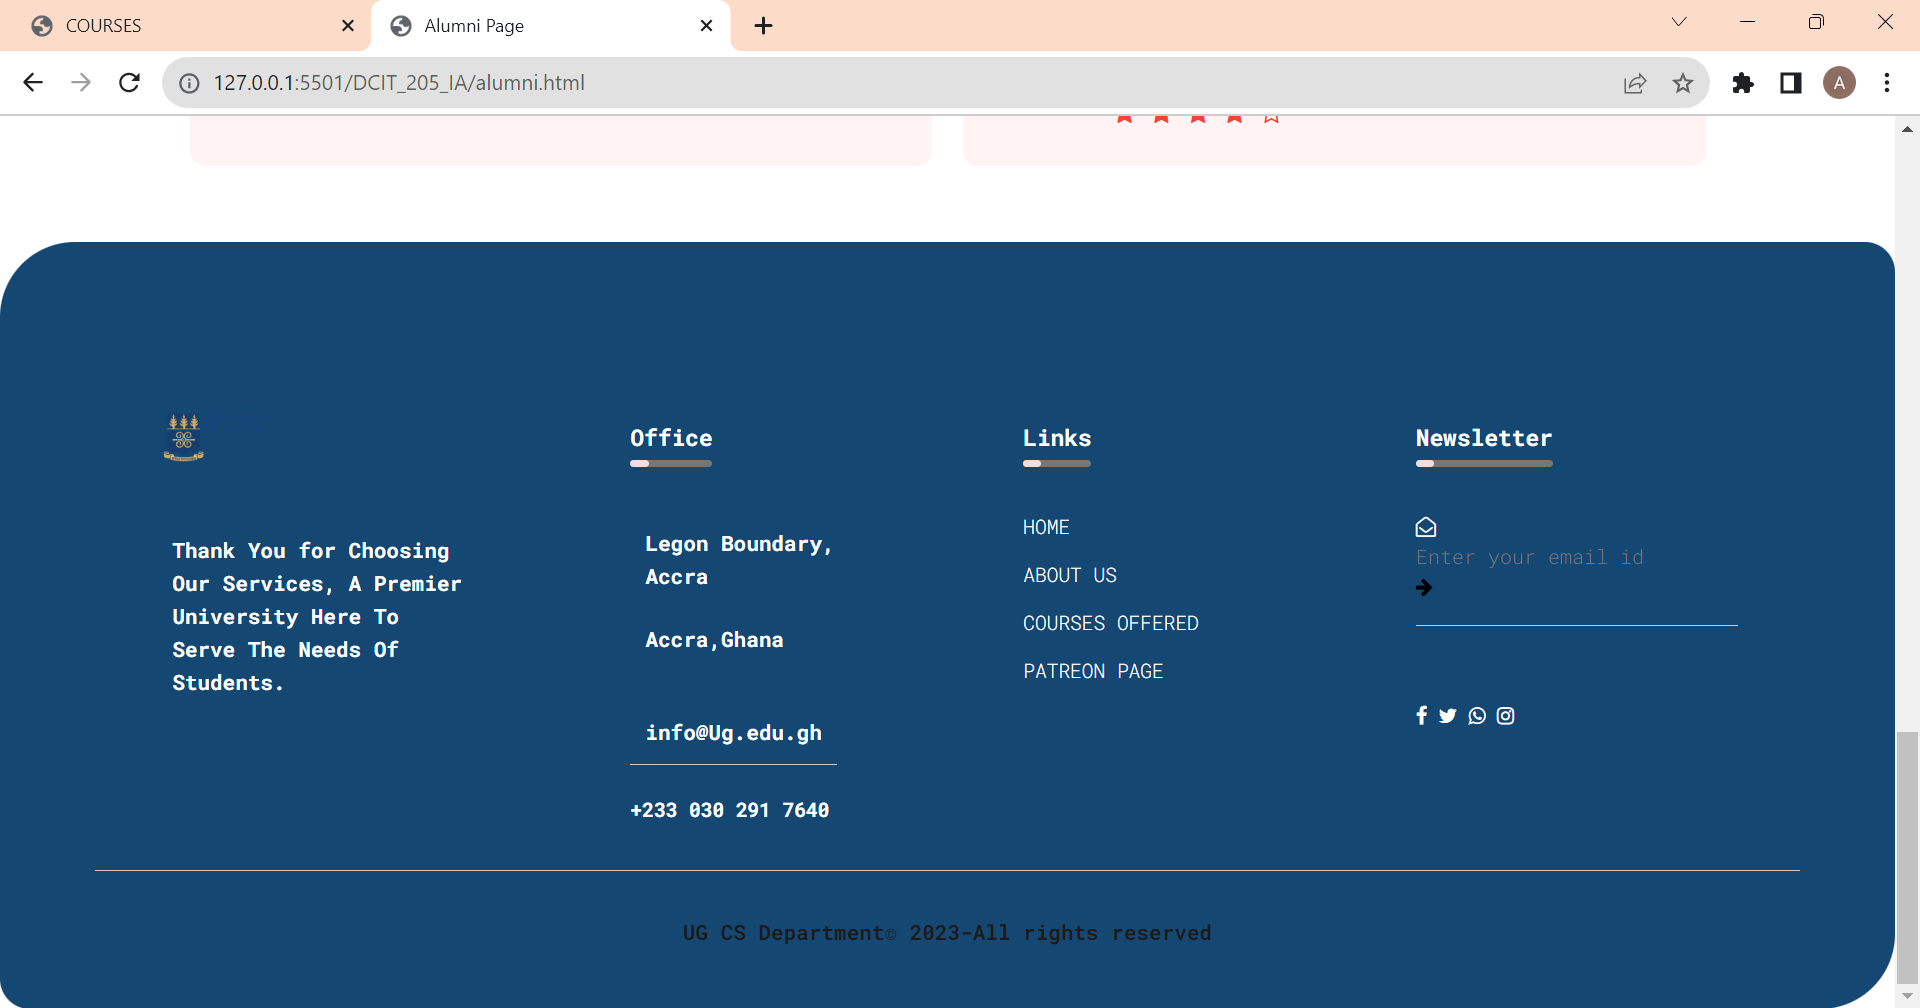 COURSES
Alumni Page
127.0.0.1:5501/DCIT_205_IA/alumni.html
A
Thank You for Choosing
Our Services, A Premier
University Here To
Serve The Needs Of
Students.
Office
Legon Boundary,
Accra
Accra,Ghana
info@Ug.edu.gh
+233 030 291 7640
Links
HOME
ABOUT US
COURSES OFFERED
PATREON PAGE
Newsletter
Enter your email id
UG CS Department© 2023-All rights reserved